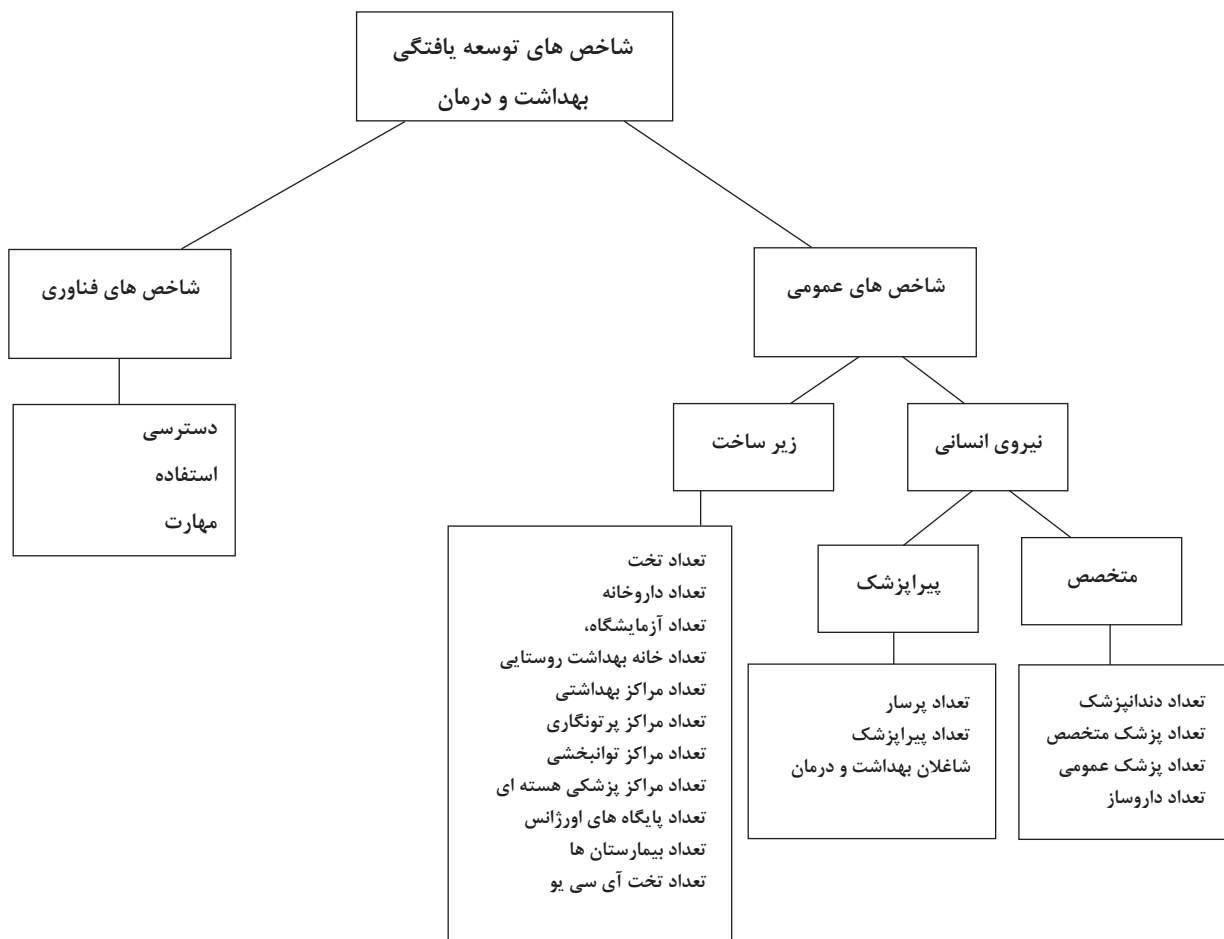 شاخص های توسعه یافتگی
بهداشت و درمان
شاخص های عمومی
شاخص های فناوری
نیروی انسانی
زیر ساخت
دسترسی
استفاده
مهارت
متخصص
پیراپزشک
تعداد دندانپزشک
تعداد پزشک متخصص
تعداد پزشک عمومی
تعداد داروساز
تعداد پرسار
تعداد پیراپزشک
شاغلان بهداشت و درمان
تعداد تخت
تعداد داروخانه
تعداد آزمایشگاه،
تعداد خانه بهداشت روستایی
تعداد مراکز بهداشتی
تعداد مراکز پرتونگاری
تعداد مراکز توانبخشی
تعداد مراکز پزشکی هسته ای
تعداد پایگاه های اورژانس
تعداد بیمارستان ها
تعداد تخت آی سی یو